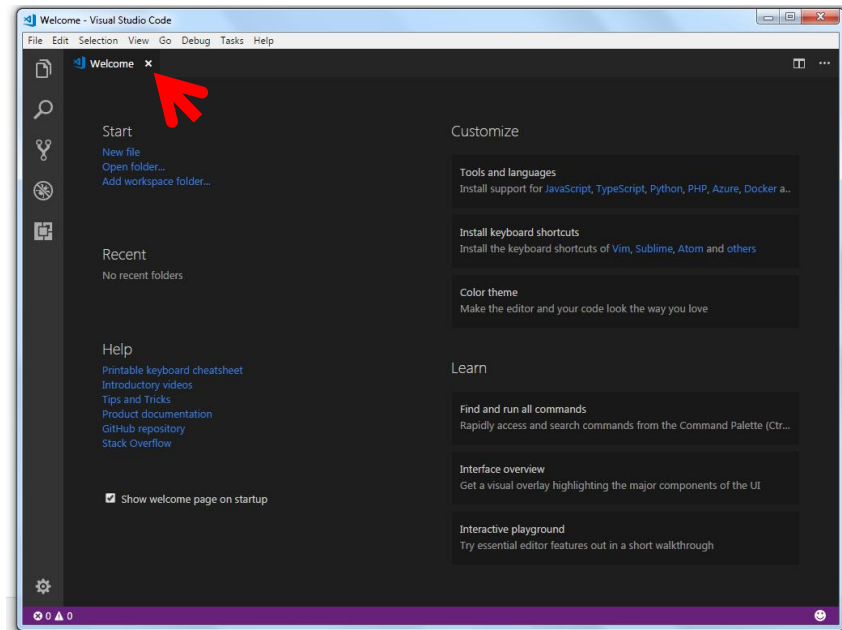 Welcome - Visual Studio Code
File Edit Selection View Go Debug Tasks Help
Welcome
Start
New file
Open folder...
Add workspace folder...
Recent
No recent folders
Help
Printable keyboard cheatsheet
Introductory videos
Tips and Tricks
Product documentation
GitHub repository
Stack Overflow
Show welcome page on startup
Customize
Tools and languages
Install support for JavaScript, TypeScript, Python, PHP, Azure, Docker a..
Install keyboard shortcuts
Install the keyboard shortcuts of Vim, Sublime, Atom and others
Color theme
Make the editor and your code look the way you love
Learn
Find and run all commands
Rapidly access and search commands from the Command Palette (Ctr...
Interface overview
Get a visual overlay highlighting the major components of the UI
Interactive playground
Try essential editor features out in a short walkthrough
0 0